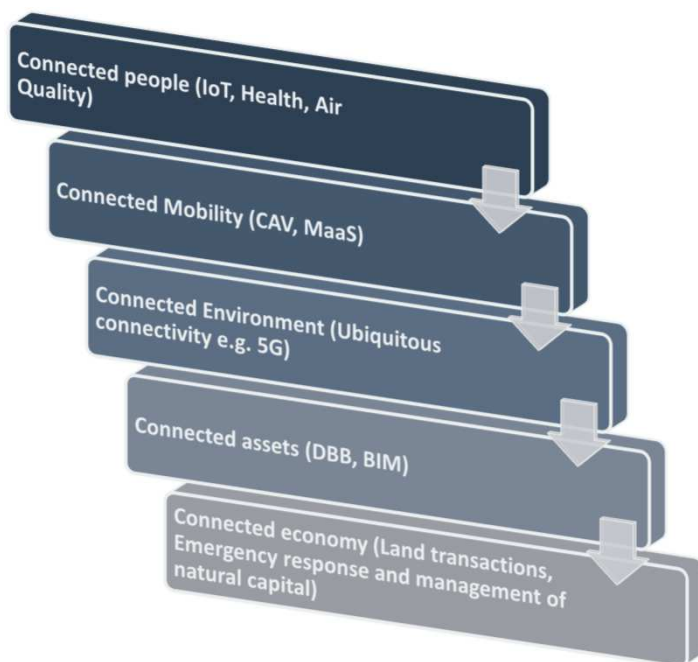 Connected people (IoT, Health, Air
Quality)
Connected Mobility (CAV, MaaS)
Connected Environment (Ubiquitous
connectivity e.g. 5G)
Connected assets (DBB, BIM)
Connected economy (Land transactions,
Emergency response and management of
natural capital)